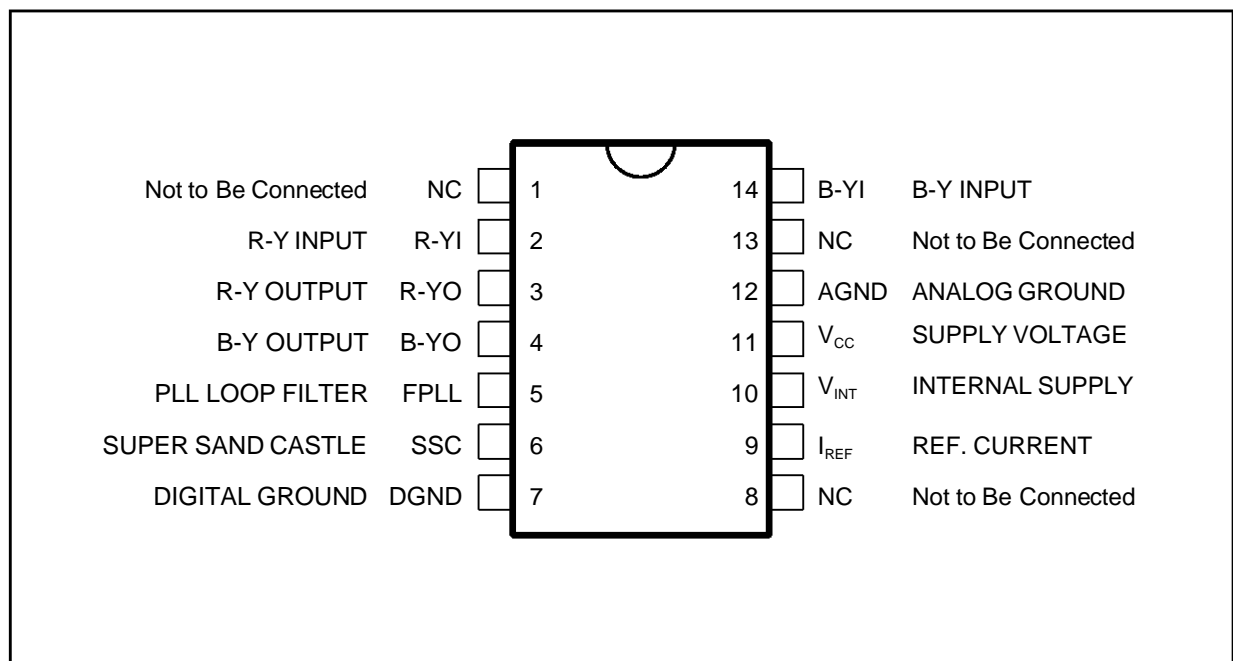 Not to Be Connected NC 1 14 B-YI B-Y INPUT
R-Y INPUT R-YI 2 13 NC Not to Be Connected
R-Y OUTPUT R-YO 3 12 AGND ANALOG GROUND
B-Y OUTPUT B-YO 4 11 VCC SUPPLY VOLTAGE
PLL LOOP FILTER FPLL 5 10 VINT INTERNAL SUPPLY
SUPER SAND CASTLE SSC 6 9 IREF REF. CURRENT
DIGITAL GROUND DGND 7 8 NC Not to Be Connected